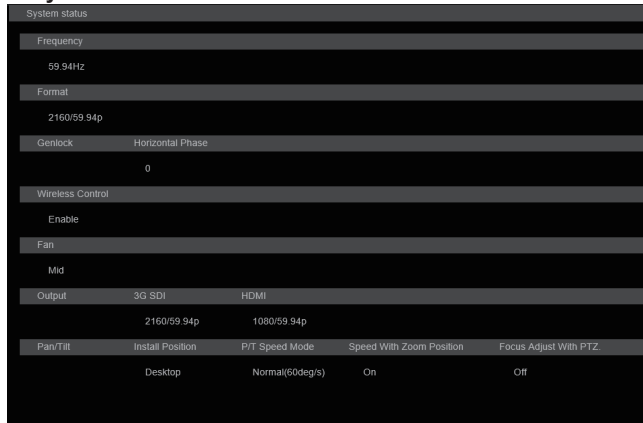 System status
Frequency
59.94Hz
Format
2160/59.94p
Genlock Horizontal Phase
0
Wireless Control
Enable
Fan
Mid
Output 3G SDI HDMI
2160/59.94p 1080/59.94p
Pan/Tilt Install Position P/T Speed Mode Speed With Zoom Position Focus Adjust With PTZ.
Desktop Normal(60deg/s) On Off